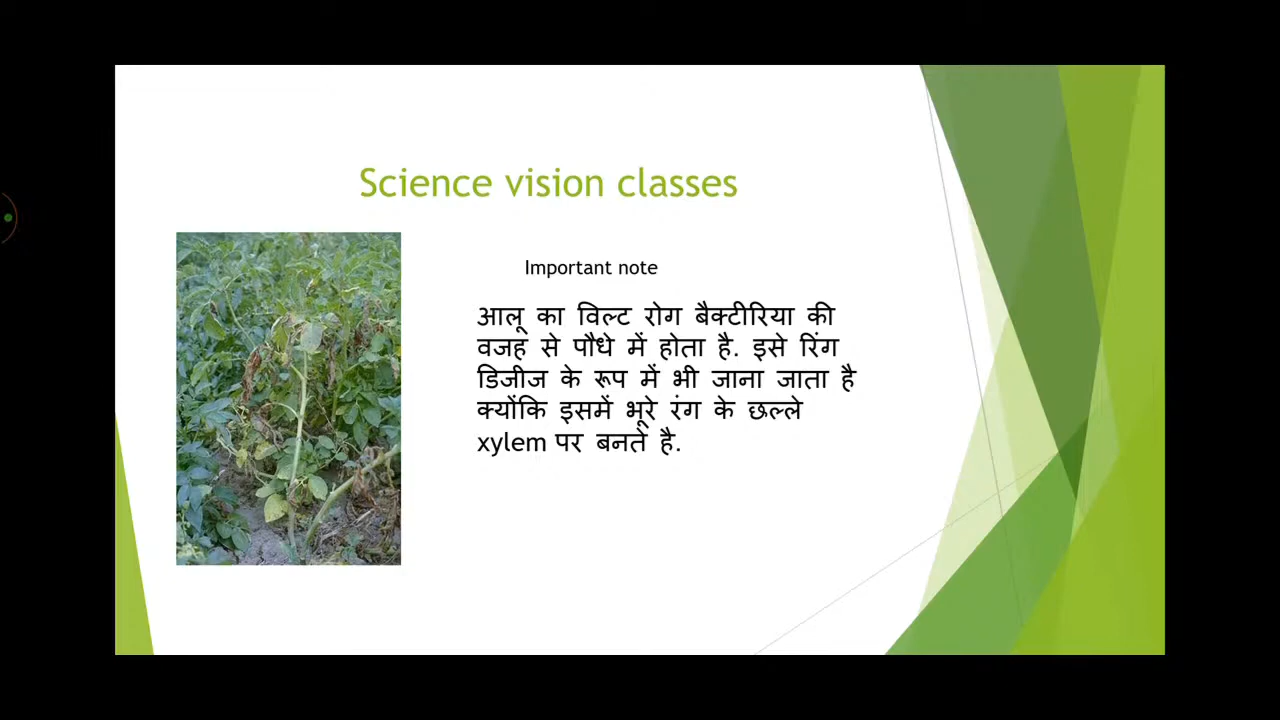 Science vision classes
Important note
आलू का विल्ट रोग बैक्टीरिया की
वजह से पौधे में होता है. इसे रिंग
डिजीज के रूप में भी जाना जाता है
क्योंकि इसमें भूरे रंग के छल्ले
xylem पर बनते है.